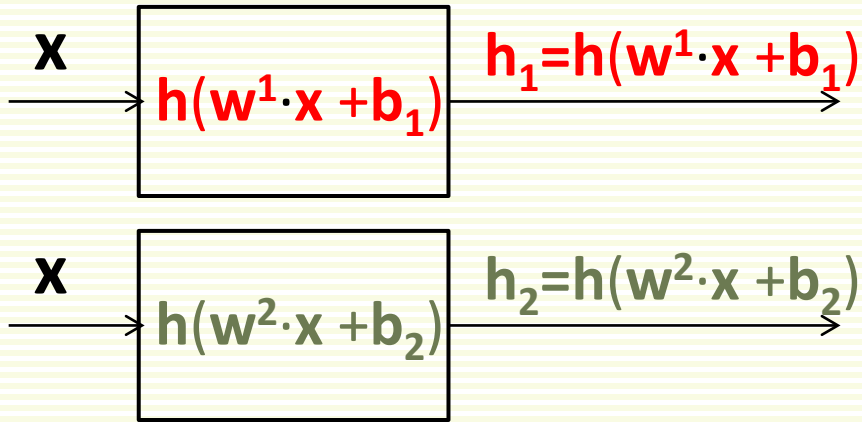 x
h₁=h(w¹·x +b₁)
h(w¹·x +b₁)
x
h₂=h(w²·x +b₂)
h(w²·x +b₂)